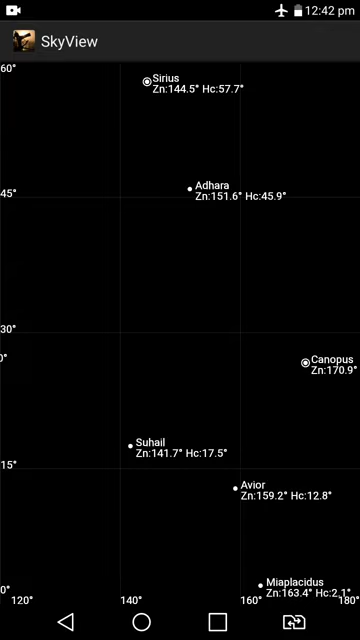 12:42 pm
SkyView
60°
Sirius
Zn:144.5° Hc:57.7°
Adhara
45°
Zn:151.6° Hc:45.9°
30°
0°
Canopus
Zn:170.9°
Suhail
Zn:141.7° Hc:17.5°
15°
Avior
Zn:159.2° Hc:12.8°
Miaplacidus
0°
Zn:163.4° Hc:2.1°
120° 140° 160° 180°